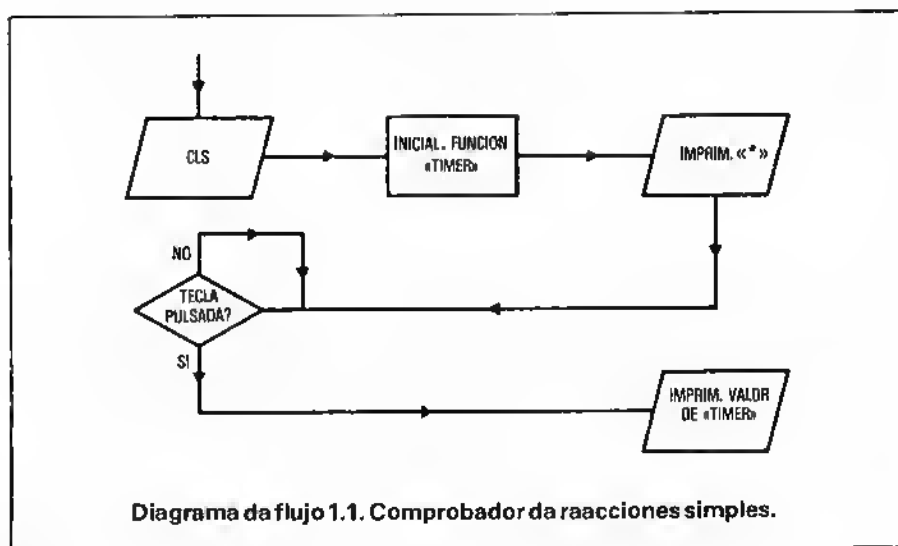 CLS
INICIAL. FUNCION
«TIMER»
IMPRIM. «*»
NO
TECLA
PULSADA?
SI
IMPRIM. VALOR
DE «TIMER»
Diagrama da flujo 1.1. Comprobador da raacciones simples.